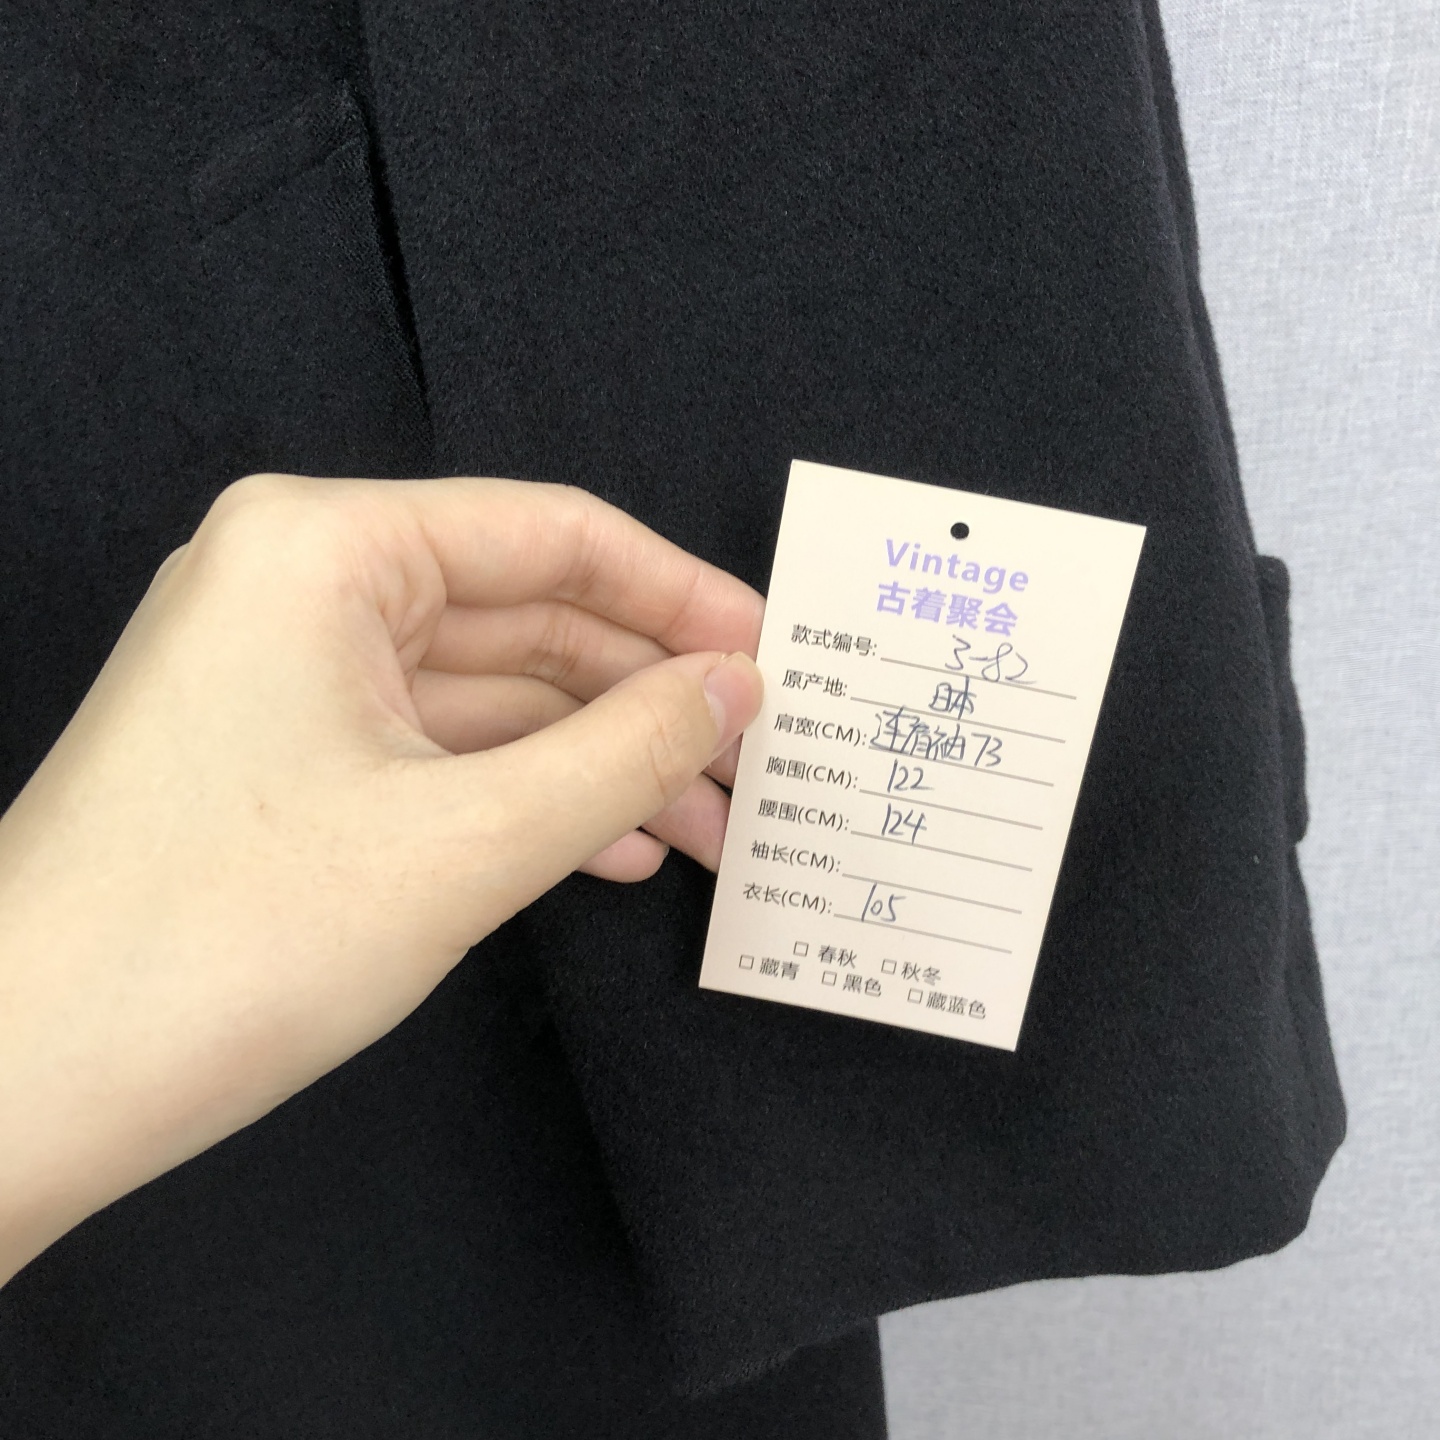 Vintage
古着聚会
款式编号: 3-82
原产地: 日本
肩宽(CM): 连肩袖73
胸围(CM): 122
腰围(CM): 124
袖长(CM):
衣长(CM): 105
□ 春秋 □ 秋冬
□ 藏青 □ 黑色 □ 藏蓝色